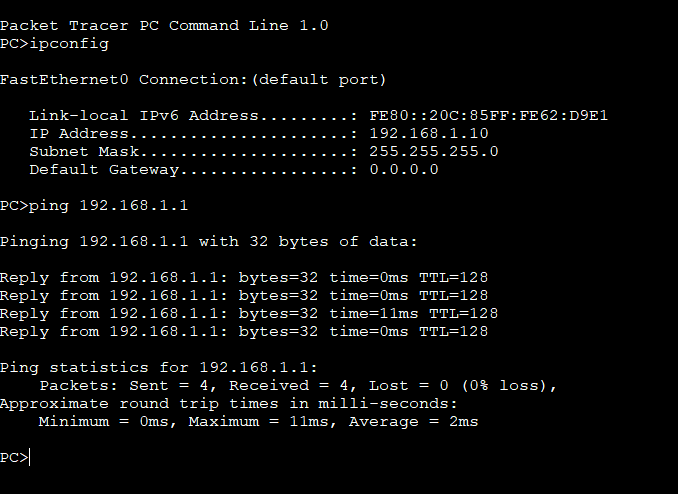 Packet Tracer PC Command Line 1.0
PC>ipconfig
FastEthernet0 Connection:(default port)
Link-local IPv6 Address.........: FE80::20C:85FF:FE62:D9E1
IP Address......................: 192.168.1.10
Subnet Mask.....................: 255.255.255.0
Default Gateway.................: 0.0.0.0
PC>ping 192.168.1.1
Pinging 192.168.1.1 with 32 bytes of data:
Reply from 192.168.1.1: bytes=32 time=0ms TTL=128
Reply from 192.168.1.1: bytes=32 time=0ms TTL=128
Reply from 192.168.1.1: bytes=32 time=11ms TTL=128
Reply from 192.168.1.1: bytes=32 time=0ms TTL=128
Ping statistics for 192.168.1.1:
Packets: Sent = 4, Received = 4, Lost = 0 (0% loss),
Approximate round trip times in milli-seconds:
Minimum = 0ms, Maximum = 11ms, Average = 2ms
PC>